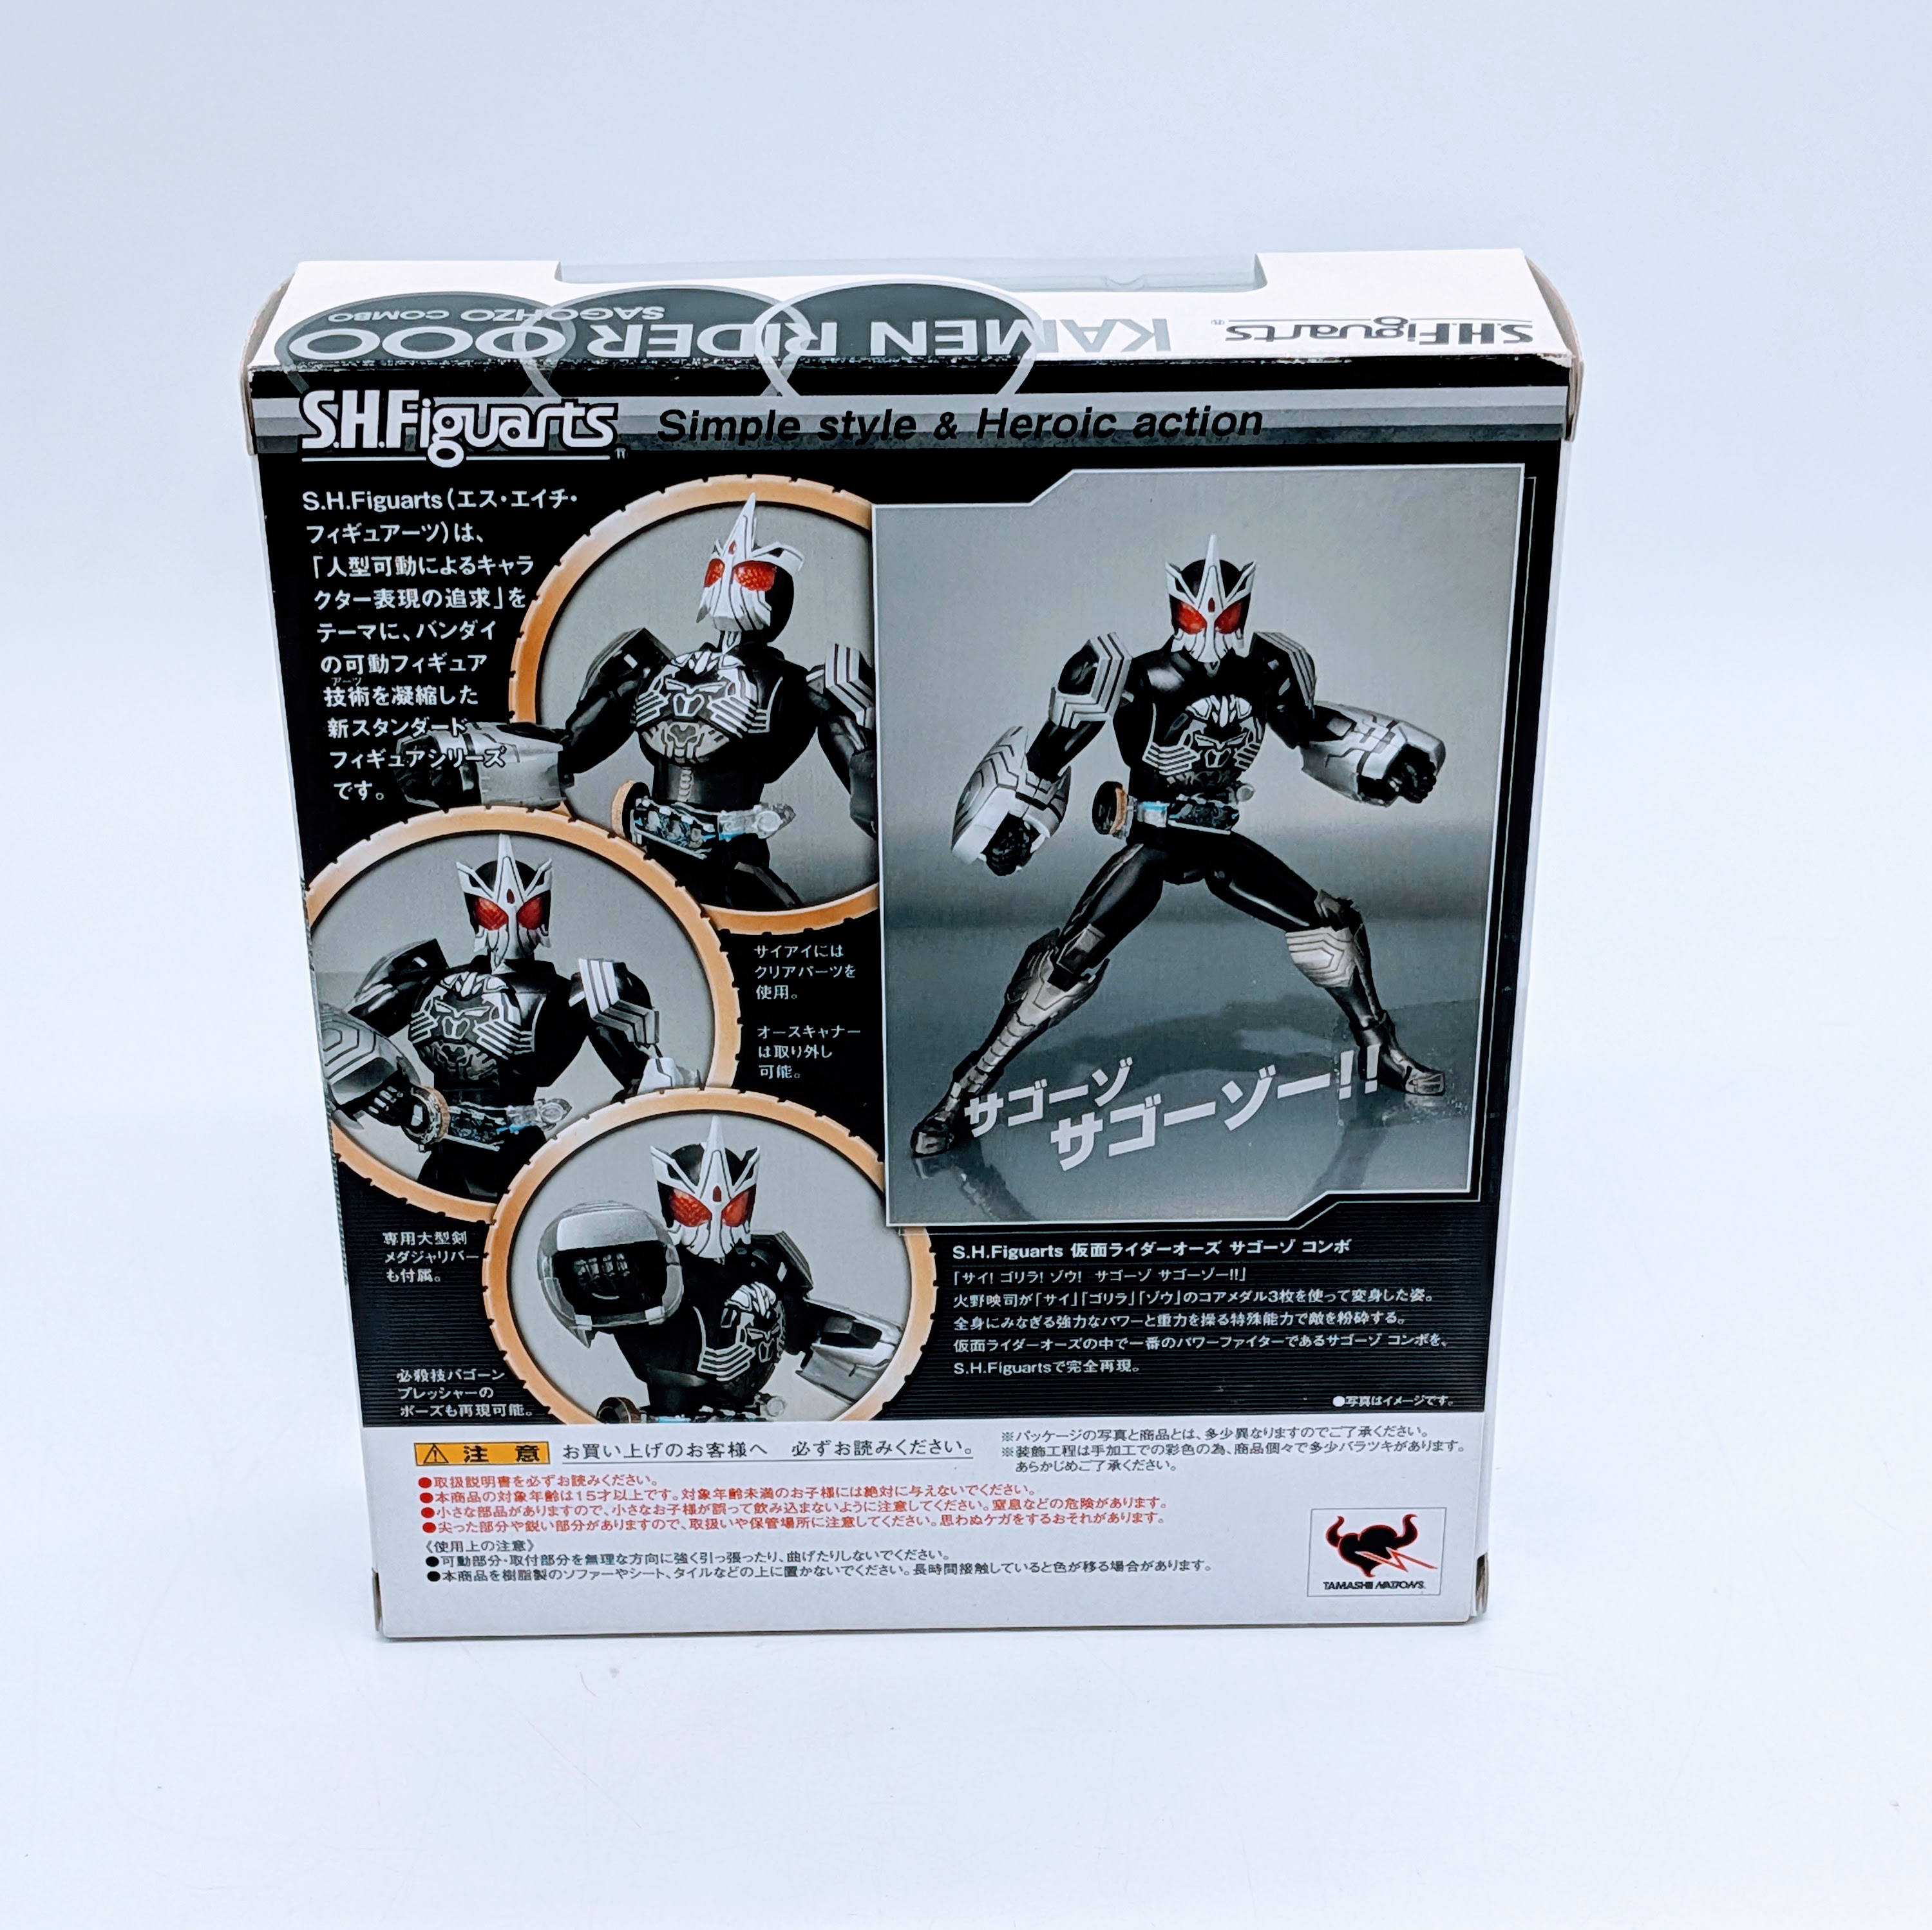 S.H.Figuarts
KAMEN RIDER OOO
SAGOHZO COMBO
S.H.Figuarts
Simple style & Heroic action
S.H.Figuarts(エス・エイチ・
フィギュアーツ)は、
「人型可動によるキャラ
クター表現の追求」を
テーマに、バンダイ
の可動フィギュア
アーツ
技術を凝縮した
新スタンダード
フィギュアシリーズ
です。
サイアイには
クリアパーツを
使用。
オースキャナー
は取り外し
可能。
専用大型剣
メダジャリバー
も付属。
必殺技バゴーン
プレッシャーの
ポーズも再現可能。
サゴーゾ
サゴーゾー!!
S.H.Figuarts 仮面ライダーオーズ サゴーゾ コンボ
「サイ! ゴリラ! ゾウ! サゴーゾ サゴーゾー!!」
火野映司が「サイ」「ゴリラ」「ゾウ」のコアメダル3枚を使って変身した姿。
全身にみなぎる強力なパワーと重力を操る特殊能力で敵を粉砕する。
仮面ライダーオーズの中で一番のパワーファイターであるサゴーゾ コンボを、
S.H.Figuartsで完全再現。
●写真はイメージです。
注意 お買い上げのお客様へ 必ずお読みください。
※パッケージの写真と商品とは、多少異なりますのでご了承ください。
※装飾工程は手加工での彩色の為、商品個々で多少バラツキがあります。
あらかじめご了承ください。
●取扱説明書を必ずお読みください。
●本商品の対象年齢は15才以上です。対象年齢未満のお子様には絶対に与えないでください。
●小さな部品がありますので、小さなお子様が誤って飲み込まないように注意してください。窒息などの危険があります。
●尖った部分や鋭い部分がありますので、取扱いや保管場所に注意してください。思わぬケガをするおそれがあります。
《使用上の注意》
●可動部分・取付部分を無理な方向に強く引っ張ったり、曲げたりしないでください。
●本商品を樹脂製のソファーやシート、タイルなどの上に置かないでください。長時間接触していると色が移る場合があります。
TAMASHII NATIONS